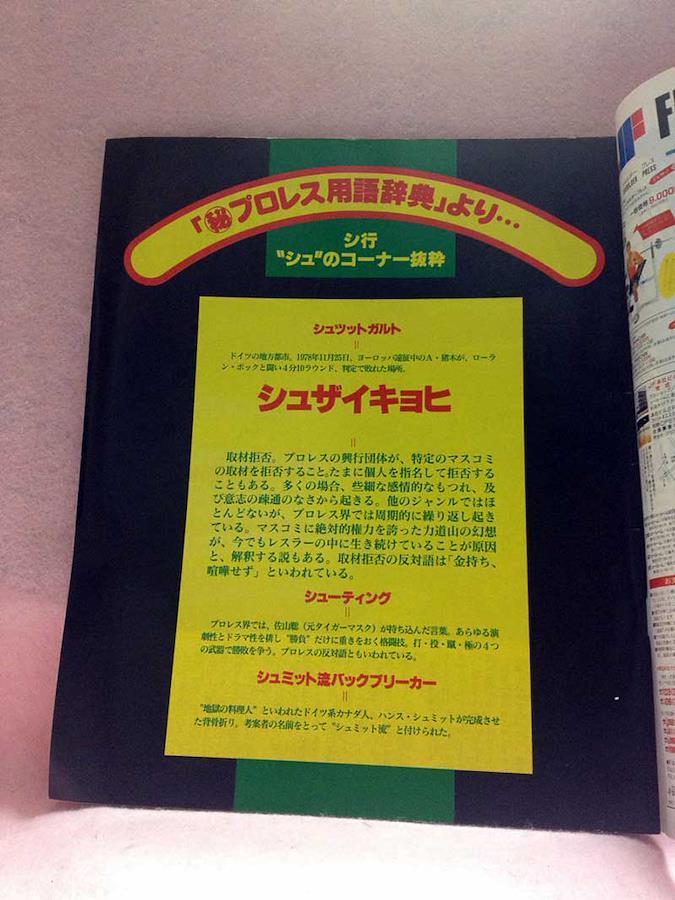 「㊙プロレス用語辞典」より…
シ行
“シュ”のコーナー抜粋
シュツットガルト
＝
ドイツの地方都市。1978年11月25日、ヨーロッパ遠征中のA・猪木が、ローラ
ン・ボックと闘い4分10ラウンド、判定で敗れた場所。
シュザイキョヒ
＝
取材拒否。プロレスの興行団体が、特定のマスコミ
の取材を拒否すること。たまに個人を指名して拒否する
こともある。多くの場合、些細な感情的なもつれ、及
び意志の疎通のなさから起きる。他のジャンルではほ
とんどないが、プロレス界では周期的に繰り返し起き
ている。マスコミに絶対的権力を誇った力道山の幻想
が、今でもレスラーの中に生き続けていることが原因
と、解釈する説もある。取材拒否の反対語は「金持ち、
喧嘩せず」といわれている。
シューティング
＝
プロレス界では、佐山聡（元タイガーマスク）が持ち込んだ言葉。あらゆる演
劇性とドラマ性を排し“勝負”だけに重きをおく格闘技。打・投・蹴・極の4つ
の武器で勝敗を争う。プロレスの反対語ともいわれている。
シュミット流バックブリーカー
＝
“地獄の料理人”といわれたドイツ系カナダ人、ハンス・シュミットが完成させ
た背骨折り。考案者の名前をとって“シュミット流”と付けられた。
F
プレス
PRESS
9,000